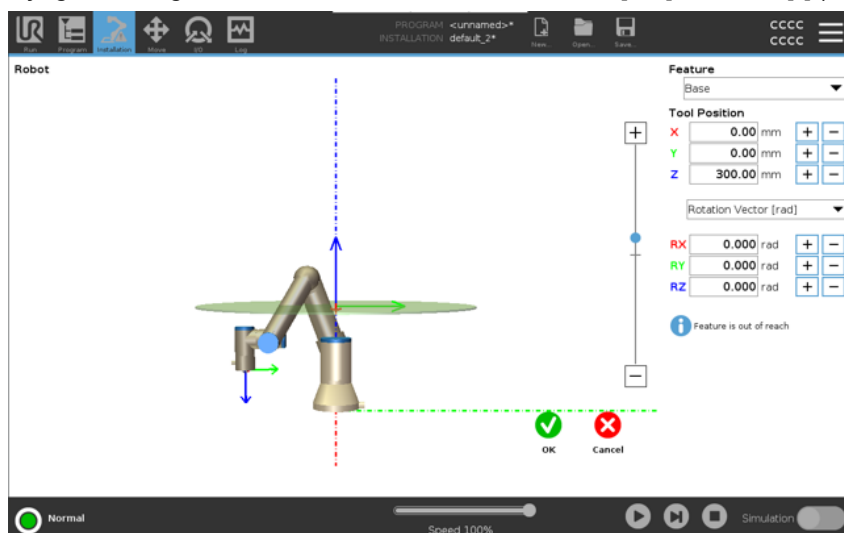 PROGRAM <unnamed>*
INSTALLATION default_2*
cccc
cccc
UR
Run
Program
Installation
Move
I/O
Log
New...
Open...
Save...
Robot
Feature
Base
Tool Position
X 0.00 mm + −
Y 0.00 mm + −
Z 300.00 mm + −
Rotation Vector [rad]
RX 0.000 rad + −
RY 0.000 rad + −
RZ 0.000 rad + −
Feature is out of reach
OK
Cancel
Normal
Speed 100%
Simulation